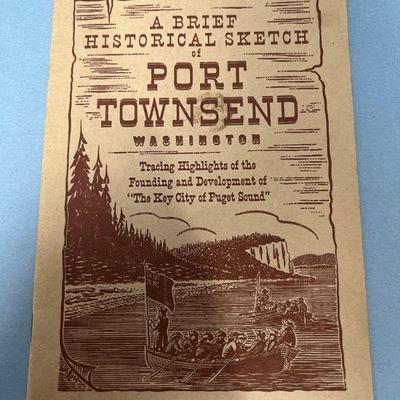 A BRIEF
HISTORICAL SKETCH
of
PORT
TOWNSEND
WASHINGTON
Tracing Highlights of the
Founding and Development of
"The Key City of Puget Sound"